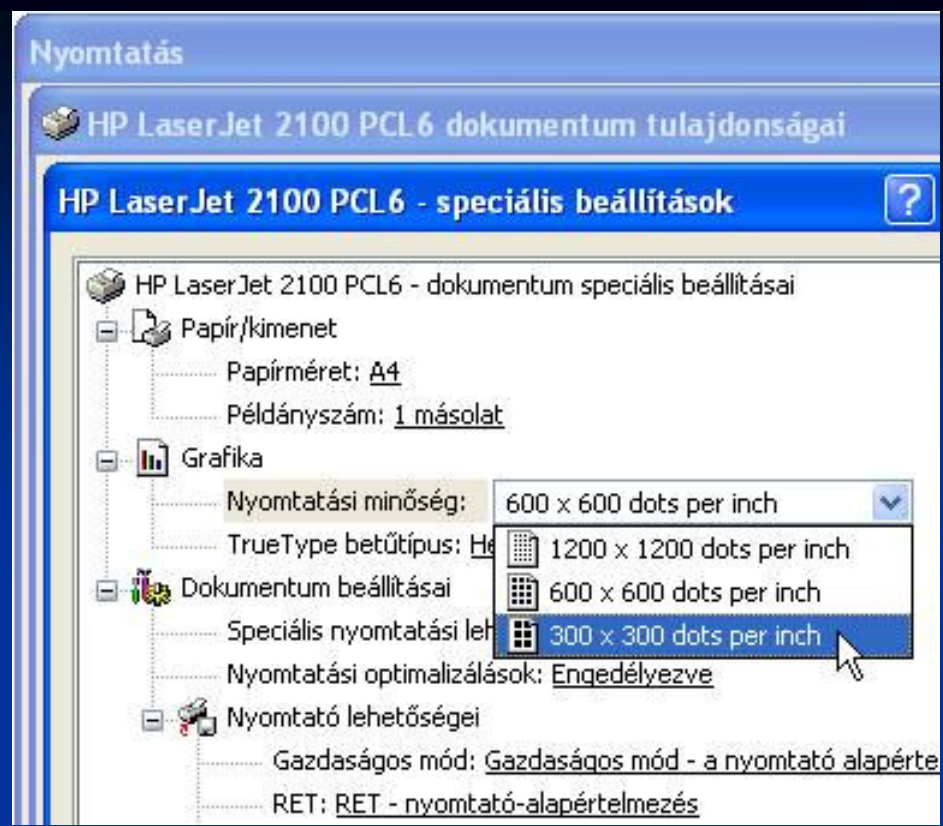 Nyomtatás
HP LaserJet 2100 PCL6 dokumentum tulajdonságai
HP LaserJet 2100 PCL6 - speciális beállítások
HP LaserJet 2100 PCL6 - dokumentum speciális beállításai
Papír/kimenet
Papírméret: A4
Példányszám: 1 másolat
Grafika
Nyomtatási minőség: 600 x 600 dots per inch
TrueType betűtípus:
1200 x 1200 dots per inch
Dokumentum beállításai
600 x 600 dots per inch
Speciális nyomtatási
300 x 300 dots per inch
Nyomtatási optimalizálások: Engedélyezve
Nyomtató lehetőségei
Gazdaságos mód: Gazdaságos mód - a nyomtató
RET: RET - nyomtató-alapértelmezés